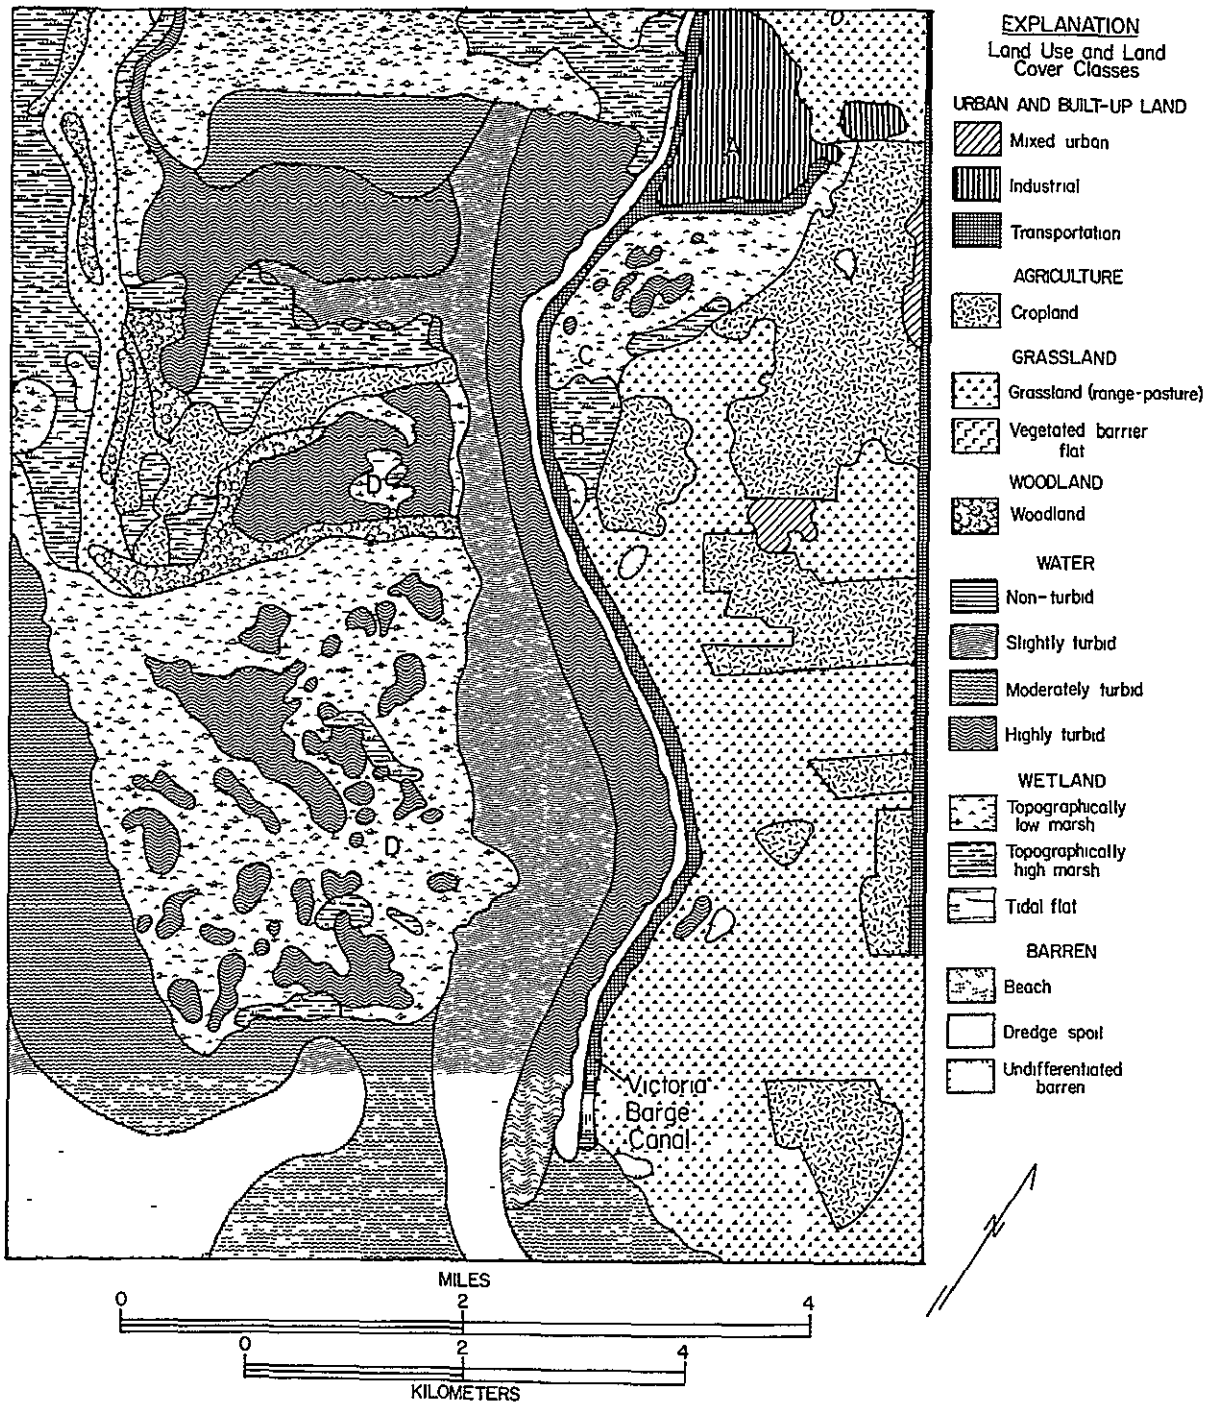 A
C
B
D
D
Victoria
Barge
Canal
EXPLANATION
Land Use and Land
Cover Classes
URBAN AND BUILT-UP LAND
Mixed urban
Industrial
Transportation
AGRICULTURE
Cropland
GRASSLAND
Grassland (range-pasture)
Vegetated barrier
flat
WOODLAND
Woodland
WATER
Non-turbid
Slightly turbid
Moderately turbid
Highly turbid
WETLAND
Topographically
low marsh
Topographically
high marsh
Tidal flat
BARREN
Beach
Dredge spoil
Undifferentiated
barren
N
MILES
0 2 4
0 2 4
KILOMETERS